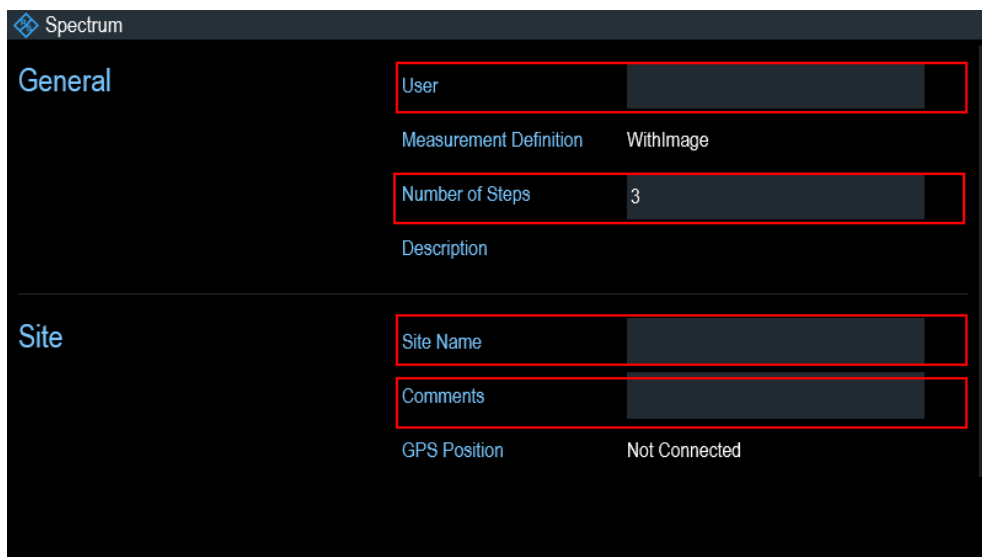 Spectrum
General
User
Measurement Definition WithImage
Number of Steps 3
Description
Site
Site Name
Comments
GPS Position Not Connected